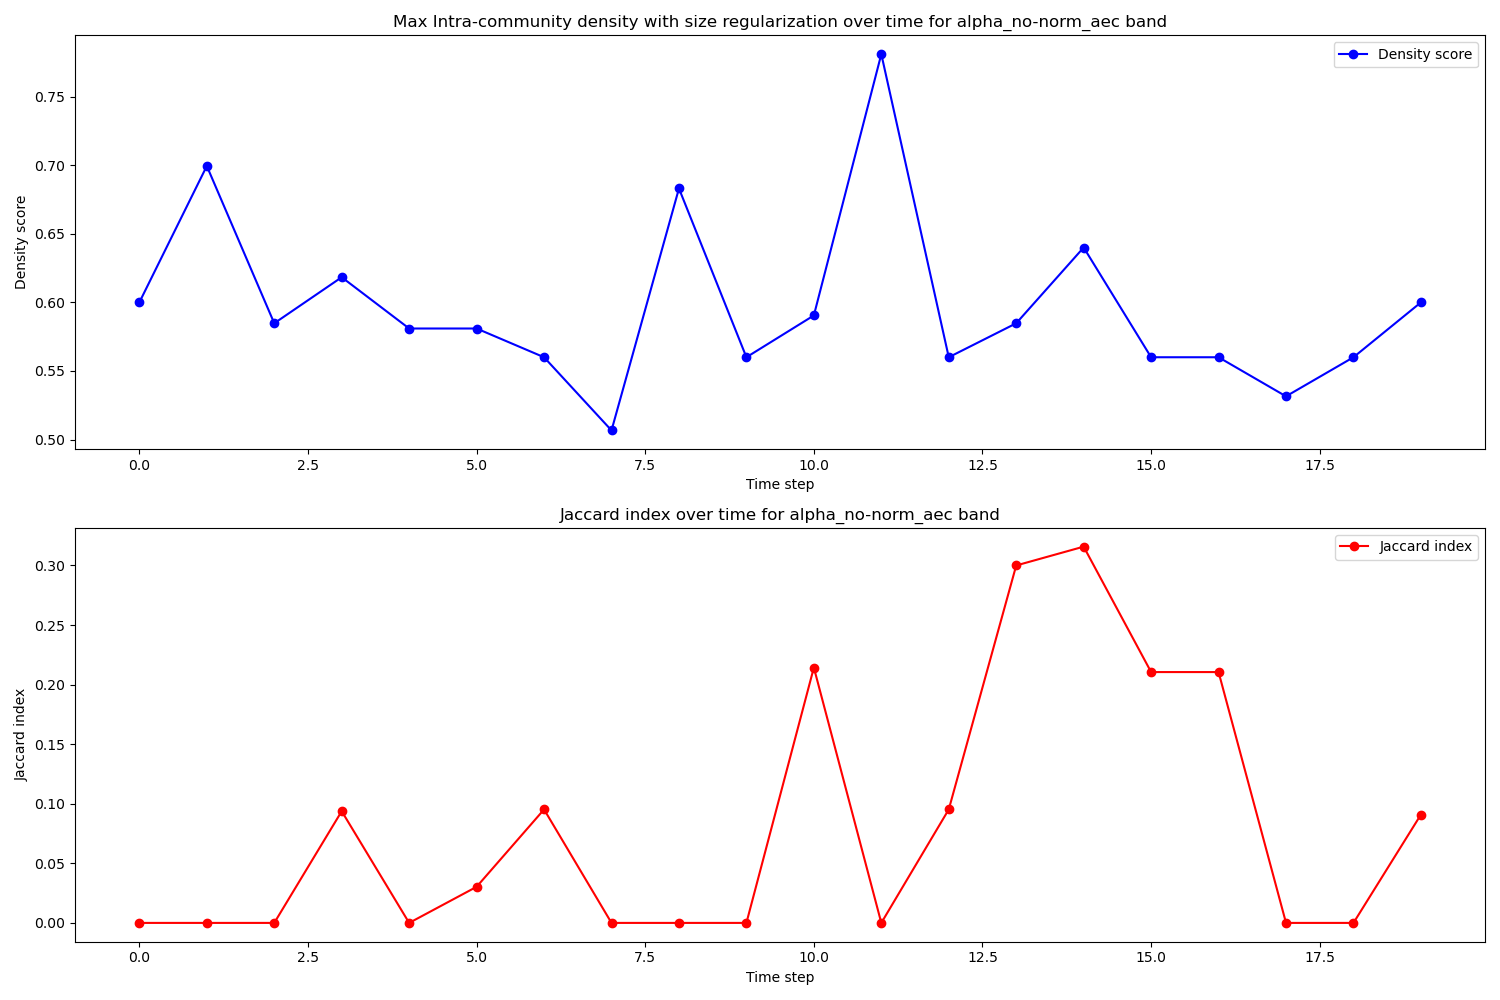 Max Intra-community density with size regularization over time for alpha_no-norm_aec band
Density score
0.75
0.70
0.65
0.60
0.55
0.50
Density score
0.0 2.5 5.0 7.5 10.0 12.5 15.0 17.5
Time step
Jaccard index over time for alpha_no-norm_aec band
Jaccard index
0.30
0.25
0.20
0.15
0.10
0.05
0.00
Jaccard index
0.0 2.5 5.0 7.5 10.0 12.5 15.0 17.5
Time step